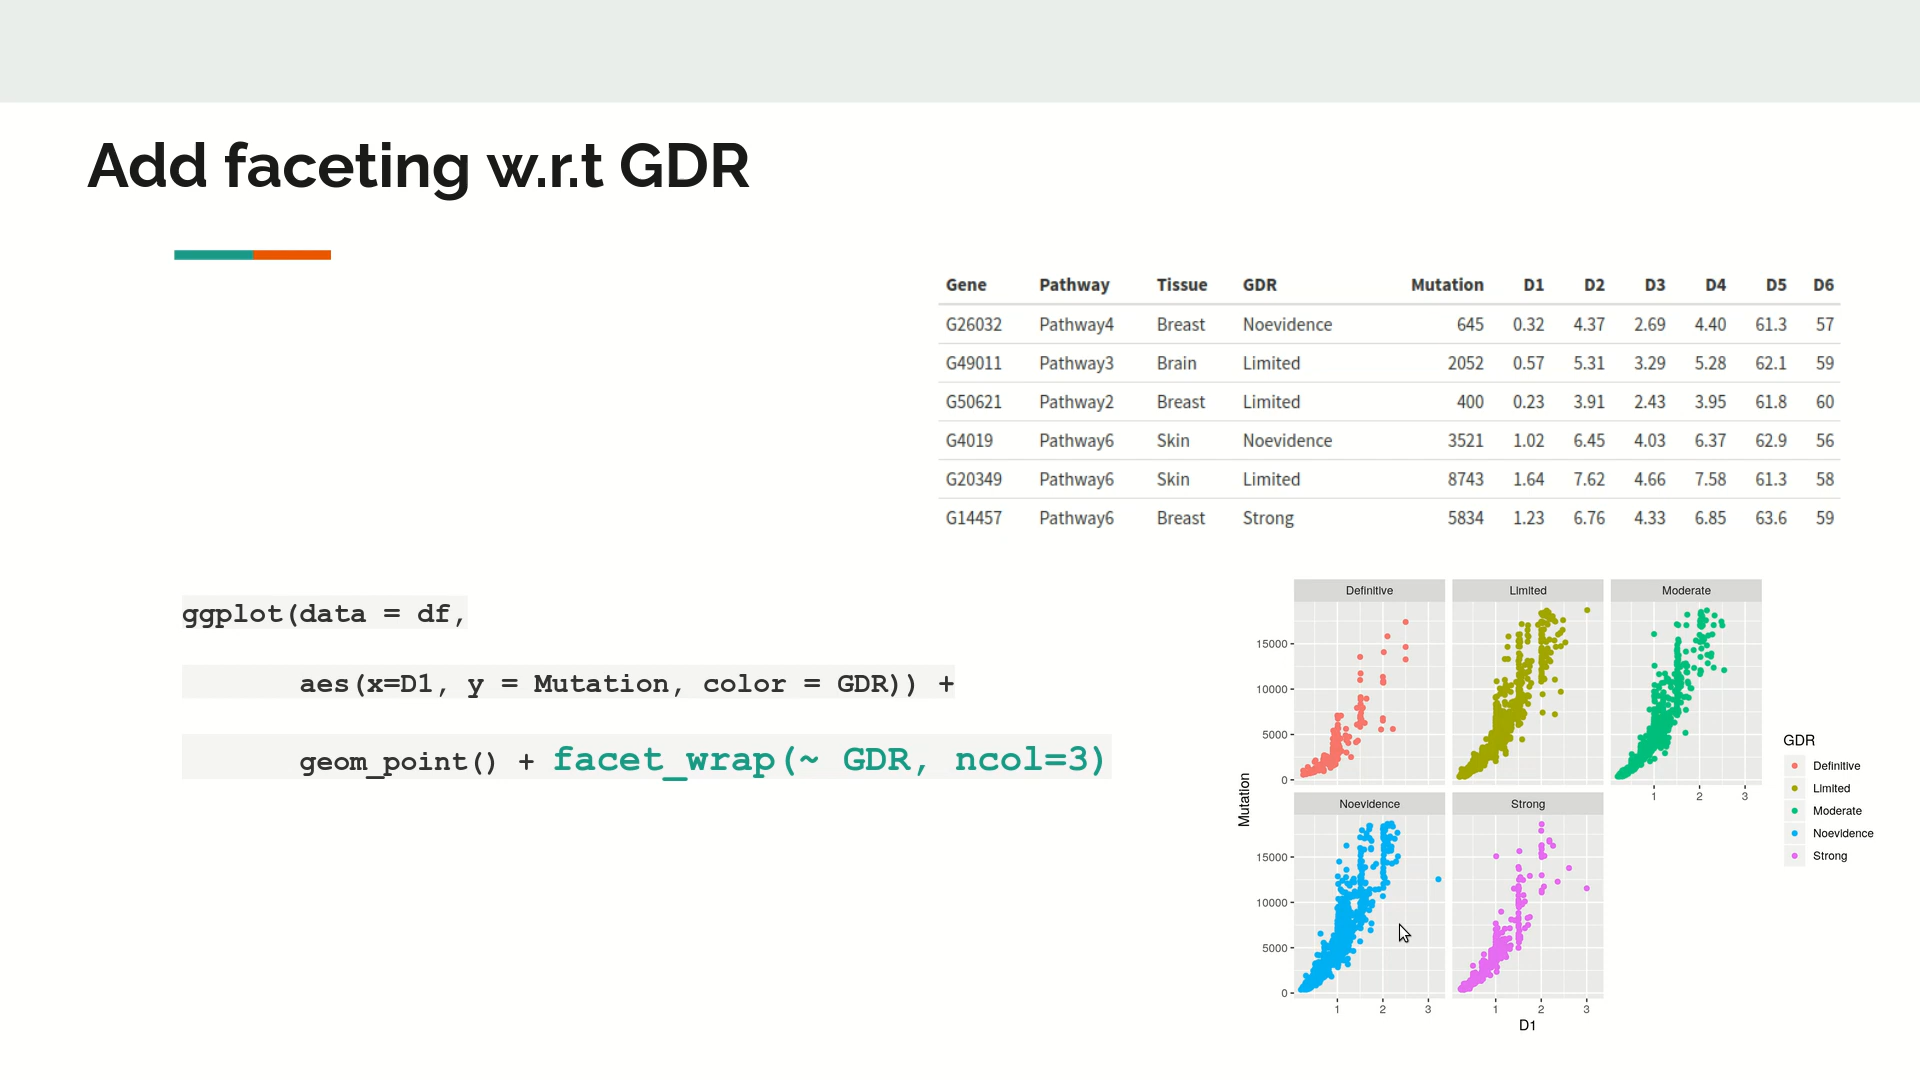 Add faceting w.r.t GDR
Gene Pathway Tissue GDR Mutation D1 D2 D3 D4 D5 D6
G26032 Pathway4 Breast Noevidence 645 0.32 4.37 2.69 4.40 61.3 57
G49011 Pathway3 Brain Limited 2052 0.57 5.31 3.29 5.28 62.1 59
G50621 Pathway2 Breast Limited 400 0.23 3.91 2.43 3.95 61.8 60
G4019 Pathway6 Skin Noevidence 3521 1.02 6.45 4.03 6.37 62.9 56
G20349 Pathway6 Skin Limited 8743 1.64 7.62 4.66 7.58 61.3 58
G14457 Pathway6 Breast Strong 5834 1.23 6.76 4.33 6.85 63.6 59
ggplot(data = df,
aes(x=D1, y = Mutation, color = GDR)) +
geom_point() + facet_wrap(~ GDR, ncol=3)
Definitive Limited Moderate
15000
10000
5000
0
1 2 3
Noevidence Strong
15000
10000
5000
0
1 2 3 1 2 3
D1
Mutation
GDR
Definitive
Limited
Moderate
Noevidence
Strong